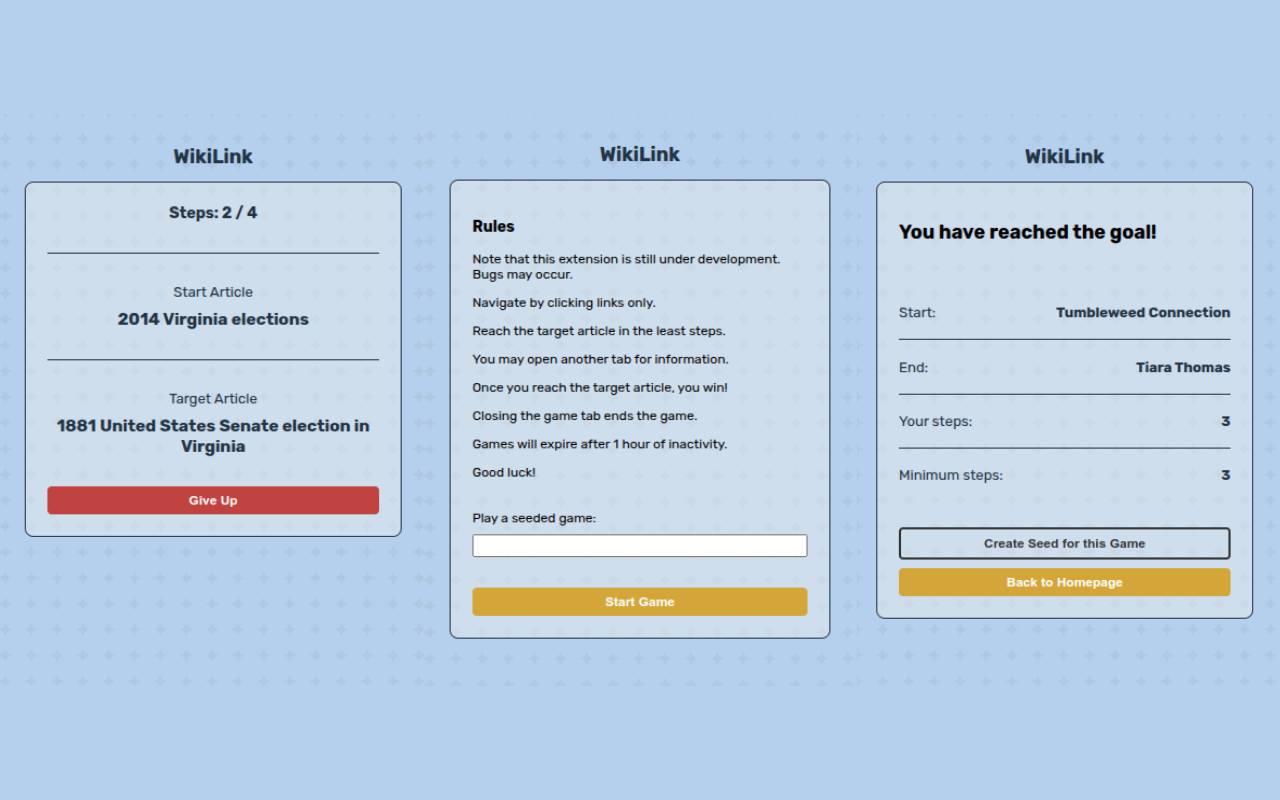 WikiLink
Steps: 2 / 4
Start Article
2014 Virginia elections
Target Article
1881 United States Senate election in
Virginia
Give Up
WikiLink
Rules
Note that this extension is still under development.
Bugs may occur.
Navigate by clicking links only.
Reach the target article in the least steps.
You may open another tab for information.
Once you reach the target article, you win!
Closing the game tab ends the game.
Games will expire after 1 hour of inactivity.
Good luck!
Play a seeded game:
Start Game
WikiLink
You have reached the goal!
Start: Tumbleweed Connection
End: Tiara Thomas
Your steps: 3
Minimum steps: 3
Create Seed for this Game
Back to Homepage